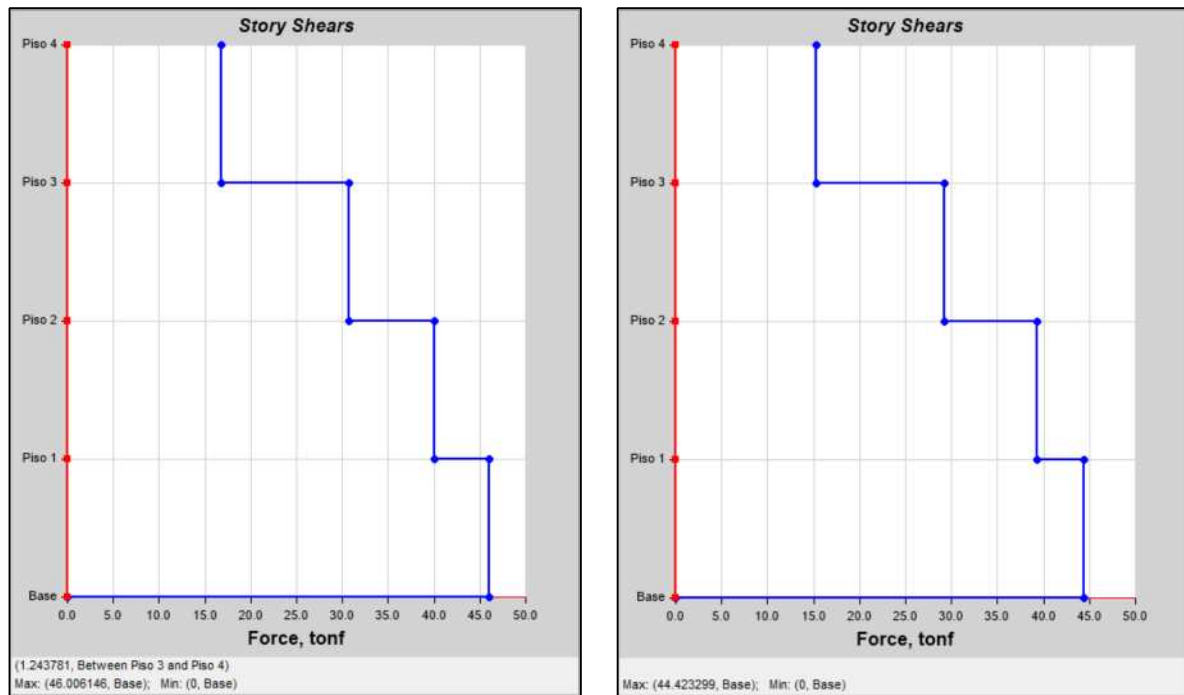 Story Shears
Piso 4
Piso 3
Piso 2
Piso 1
Base
0.0 5.0 10.0 15.0 20.0 25.0 30.0 35.0 40.0 45.0 50.0
Force, tonf
(1.243781, Between Piso 3 and Piso 4)
Max: (46.006146, Base); Min: (0, Base)
Story Shears
Piso 4
Piso 3
Piso 2
Piso 1
Base
0.0 5.0 10.0 15.0 20.0 25.0 30.0 35.0 40.0 45.0 50.0
Force, tonf
Max: (44.423299, Base); Min: (0, Base)